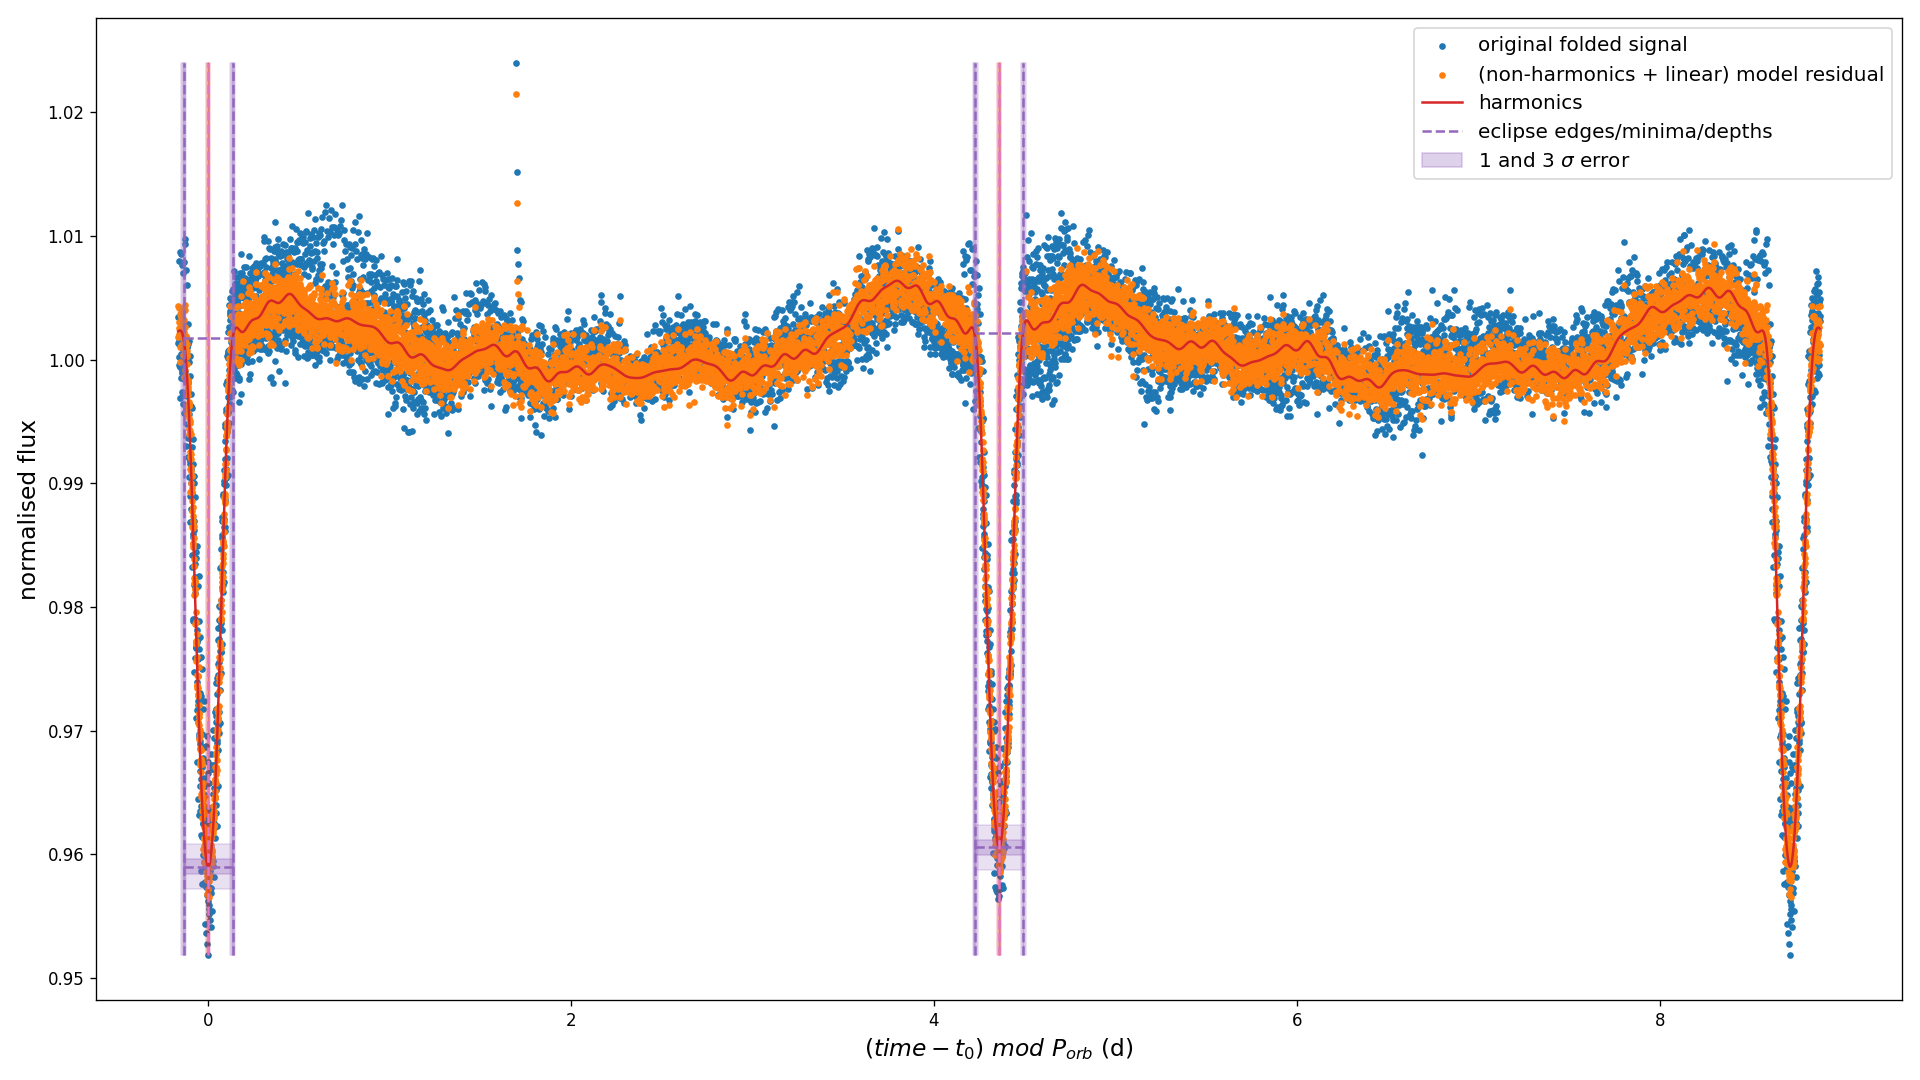 original folded signal
(non-harmonics + linear) model residual
harmonics
eclipse edges/minima/depths
1 and 3 σ error
normalised flux
1.02
1.01
1.00
0.99
0.98
0.97
0.96
0.95
0 2 4 6 8
(time − t₀) mod Pₒᵣb (d)